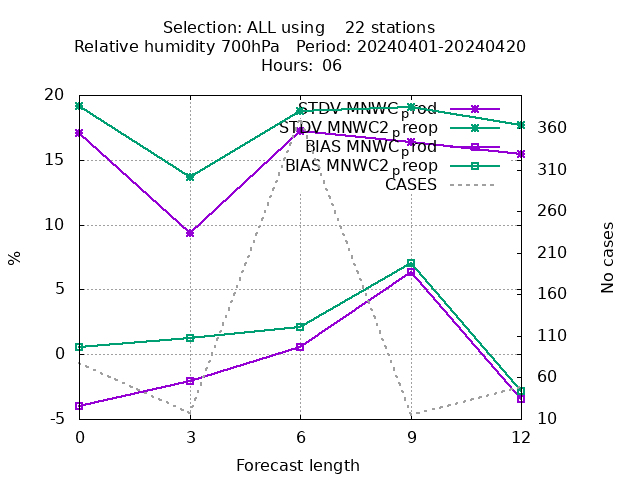 Selection: ALL using    22 stations
Relative humidity 700hPa   Period: 20240401-20240420
Hours: 06
STDV MNWC_prod
STDV MNWC2_preop
BIAS MNWC_prod
BIAS MNWC2_preop
CASES
20
15
10
5
0
-5
%
360
310
260
210
160
110
60
10
No cases
0 3 6 9 12
Forecast length